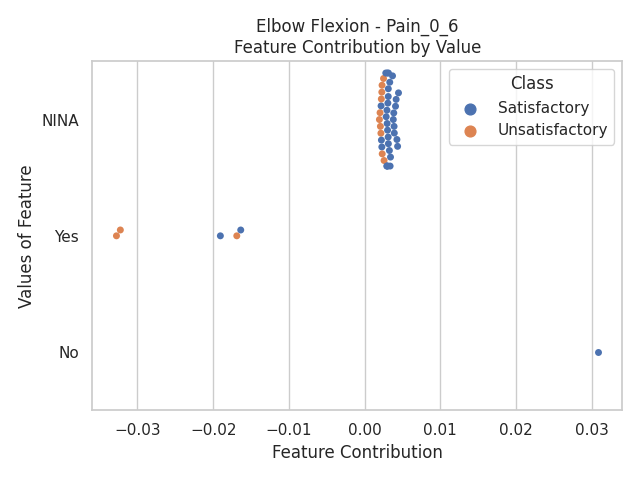 Elbow Flexion - Pain_0_6
Feature Contribution by Value
Class
Satisfactory
Unsatisfactory
Values of Feature
NINA
Yes
No
−0.03 −0.02 −0.01 0.00 0.01 0.02 0.03
Feature Contribution